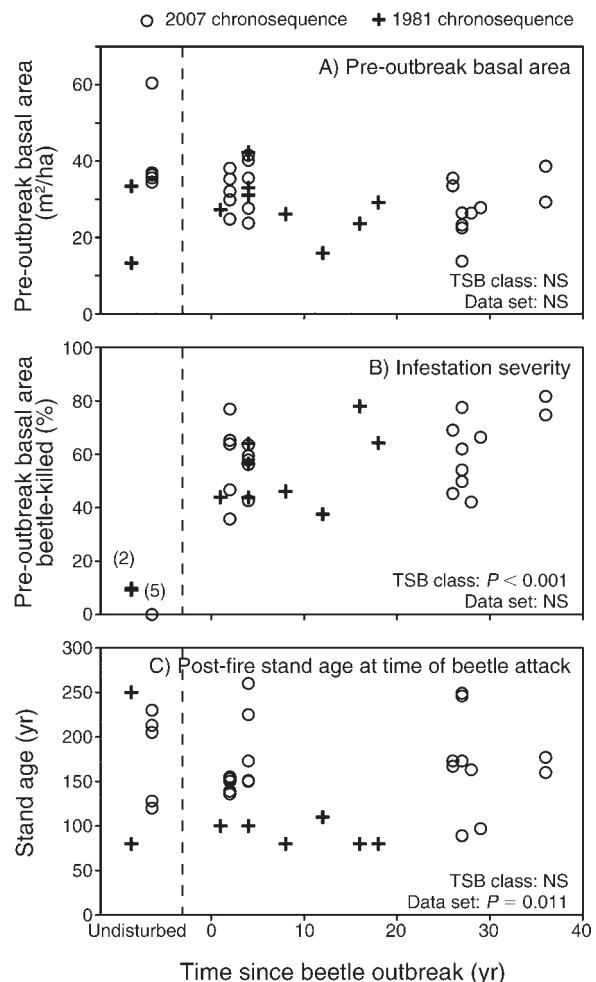 2007 chronosequence 1981 chronosequence
A) Pre-outbreak basal area
Pre-outbreak basal area
(m²/ha)
60
40
20
0
TSB class: NS
Data set: NS
B) Infestation severity
Pre-outbreak basal area
beetle-killed (%)
100
80
60
40
20
0
(2)
(5)
TSB class: P < 0.001
Data set: NS
C) Post-fire stand age at time of beetle attack
Stand age (yr)
300
250
200
150
100
50
0
TSB class: NS
Data set: P = 0.011
Undisturbed 0 10 20 30 40
Time since beetle outbreak (yr)